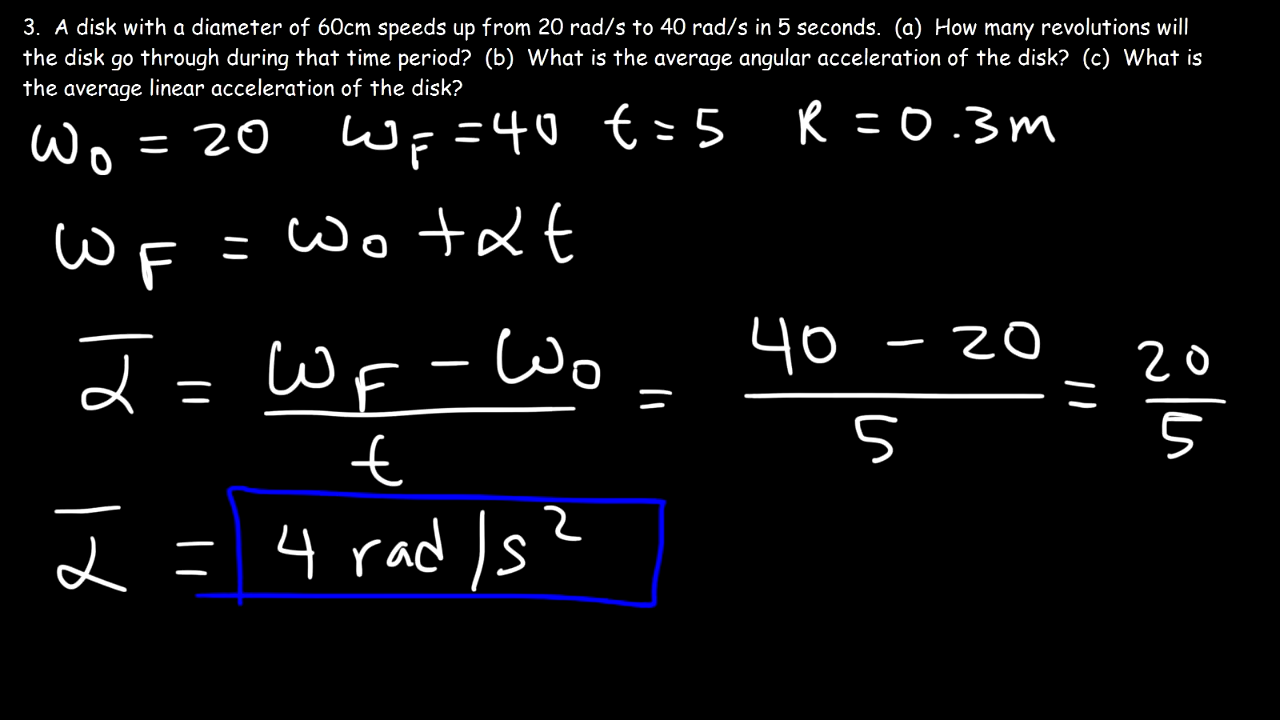 3. A disk with a diameter of 60cm speeds up from 20 rad/s to 40 rad/s in 5 seconds. (a) How many revolutions will
the disk go through during that time period? (b) What is the average angular acceleration of the disk? (c) What is
the average linear acceleration of the disk?
ω₀ = 20 ω_F = 40 t = 5 R = 0.3m
ω_F = ω₀ + αt
ᾱ = (ω_F − ω₀)/t = (40 − 20)/5 = 20/5
ᾱ = 4 rad/s²